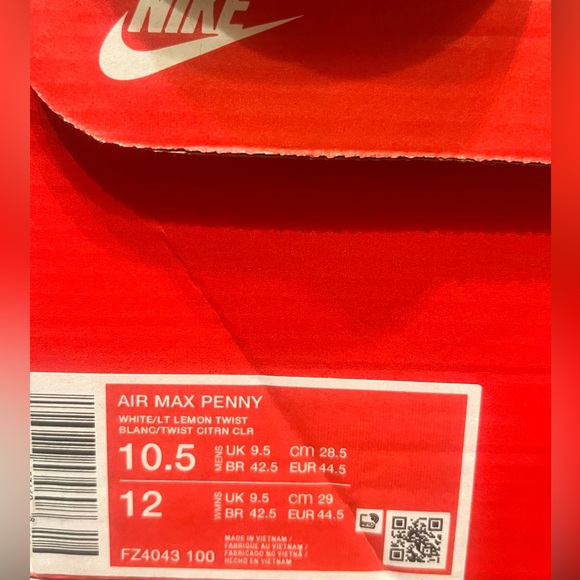 NIKE
AIR MAX PENNY
WHITE/LT LEMON TWIST
BLANC/TWIST CITRN CLR
10.5 MENS UK 9.5 CM 28.5
BR 42.5 EUR 44.5
12 WMNS UK 9.5 CM 29
BR 42.5 EUR 44.5
MADE IN VIETNAM /
FABRIQUE AU VIETNAM /
FABRICADO NO VIETNÃ /
HECHO EN VIETNAM
FZ4043 100